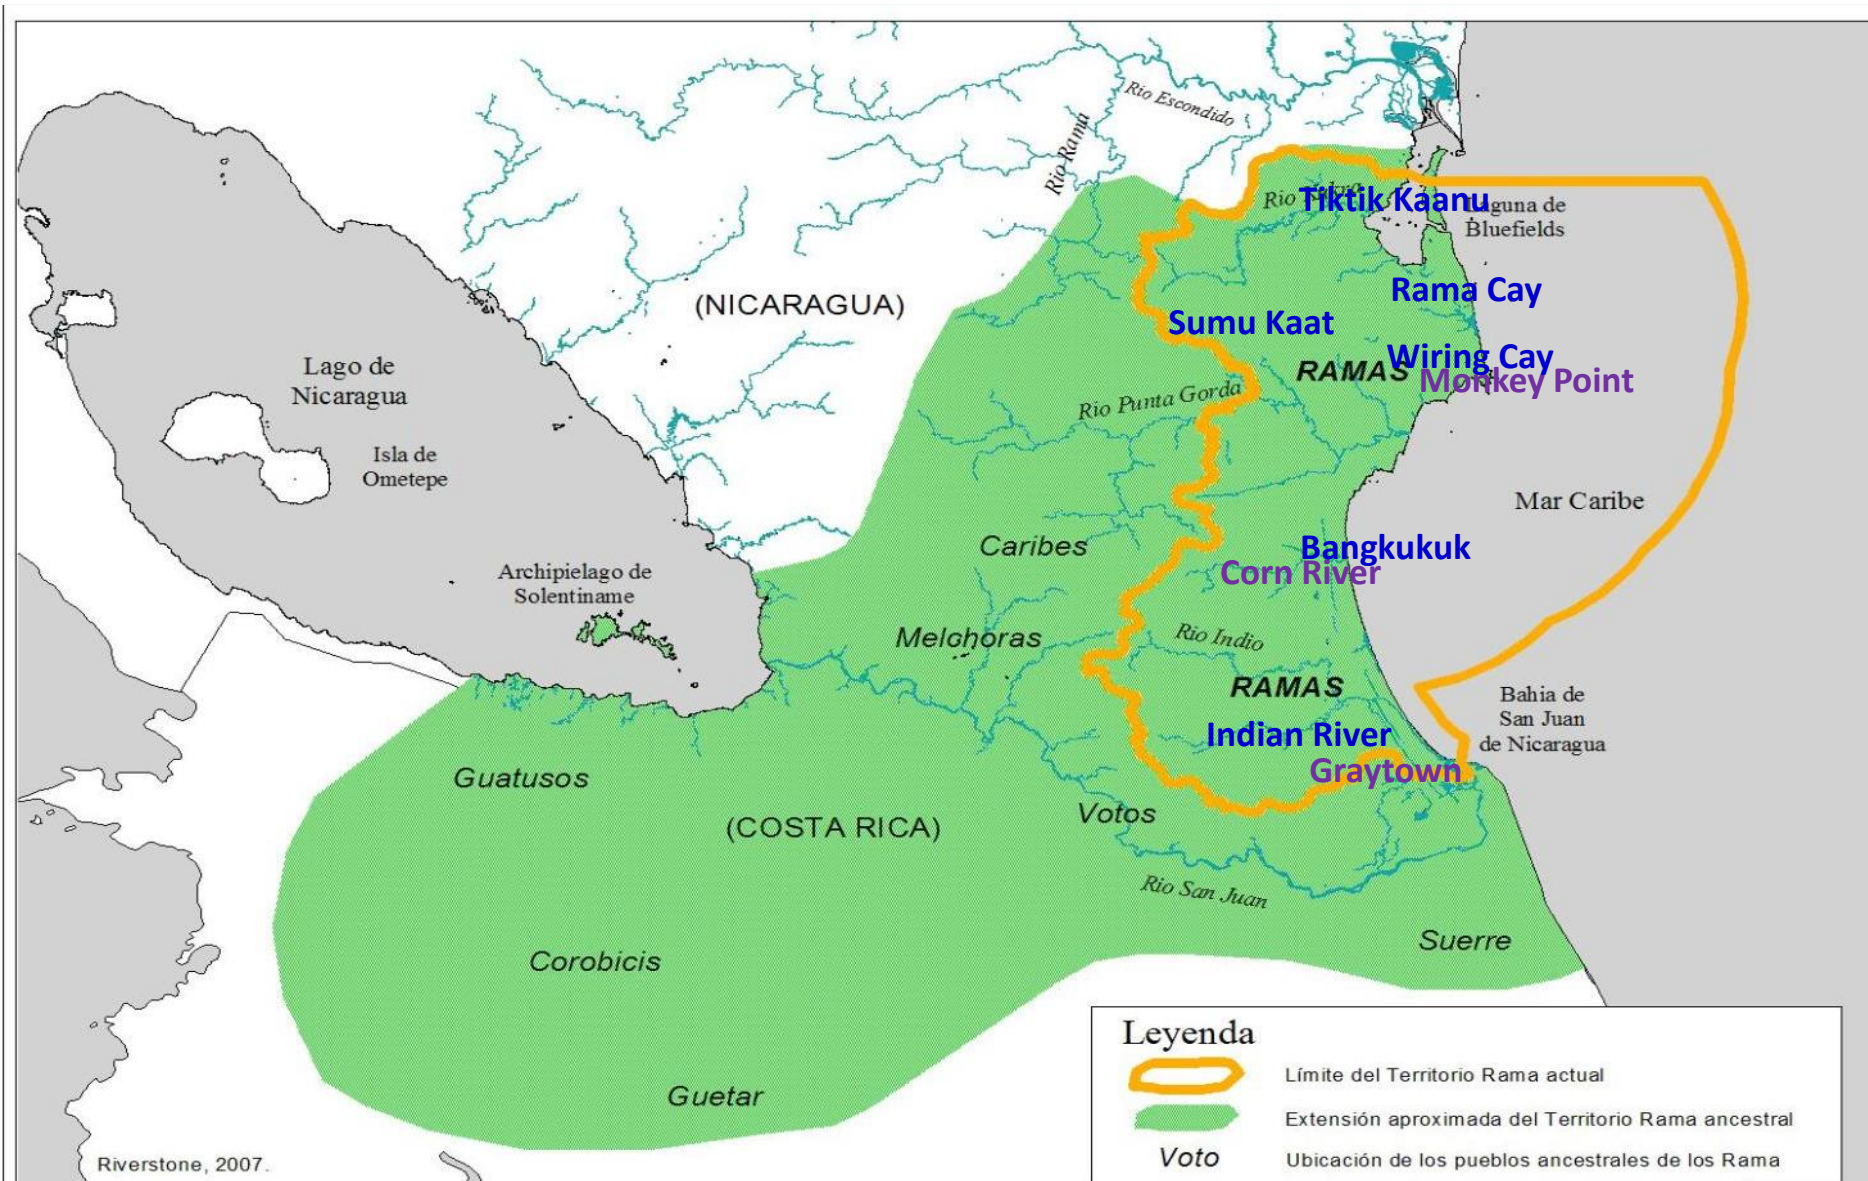 Rio Escondido
Rio Rama
Rio
Tiktik Kaanu
Laguna de
Bluefields
(NICARAGUA)
Rama Cay
Sumu Kaat
Wiring Cay
RAMAS
Monkey Point
Lago de
Nicaragua
Rio Punta Gorda
Isla de
Ometepe
Mar Caribe
Caribes
Bangkukuk
Corn River
Archipielago de
Solentiname
Melchoras
Rio Indio
RAMAS
Bahia de
San Juan
de Nicaragua
Indian River
Graytown
Guatusos
Votos
(COSTA RICA)
Rio San Juan
Suerre
Corobicis
Guetar
Leyenda
Límite del Territorio Rama actual
Extensión aproximada del Territorio Rama ancestral
Voto Ubicación de los pueblos ancestrales de los Rama
Riverstone, 2007.